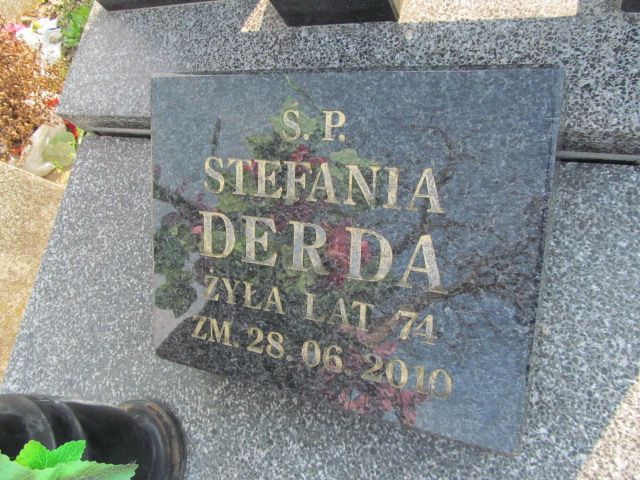 Ś. P.
STEFANIA
DERDA
ŻYŁA LAT 74
ZM. 28. 06. 2010